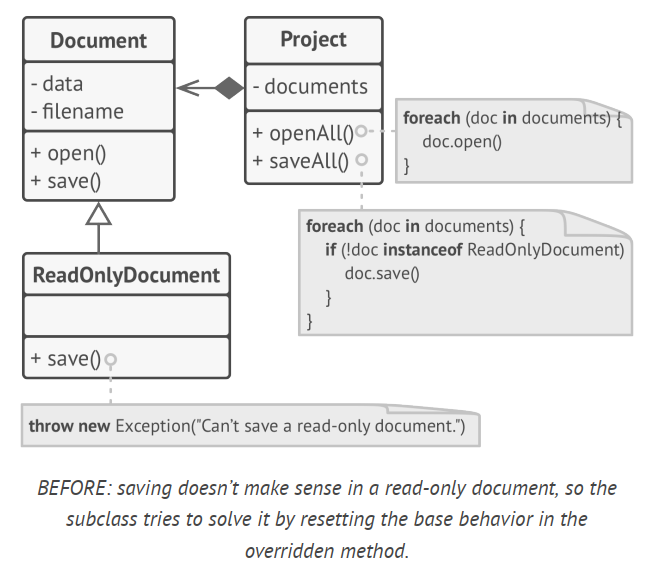 Document
- data
- filename
+ open()
+ save()
Project
- documents
+ openAll()
+ saveAll()
foreach (doc in documents) {
doc.open()
}
foreach (doc in documents) {
if (!doc instanceof ReadOnlyDocument)
doc.save()
}
}
ReadOnlyDocument
+ save()
throw new Exception("Can't save a read-only document.")
BEFORE: saving doesn't make sense in a read-only document, so the
subclass tries to solve it by resetting the base behavior in the
overridden method.